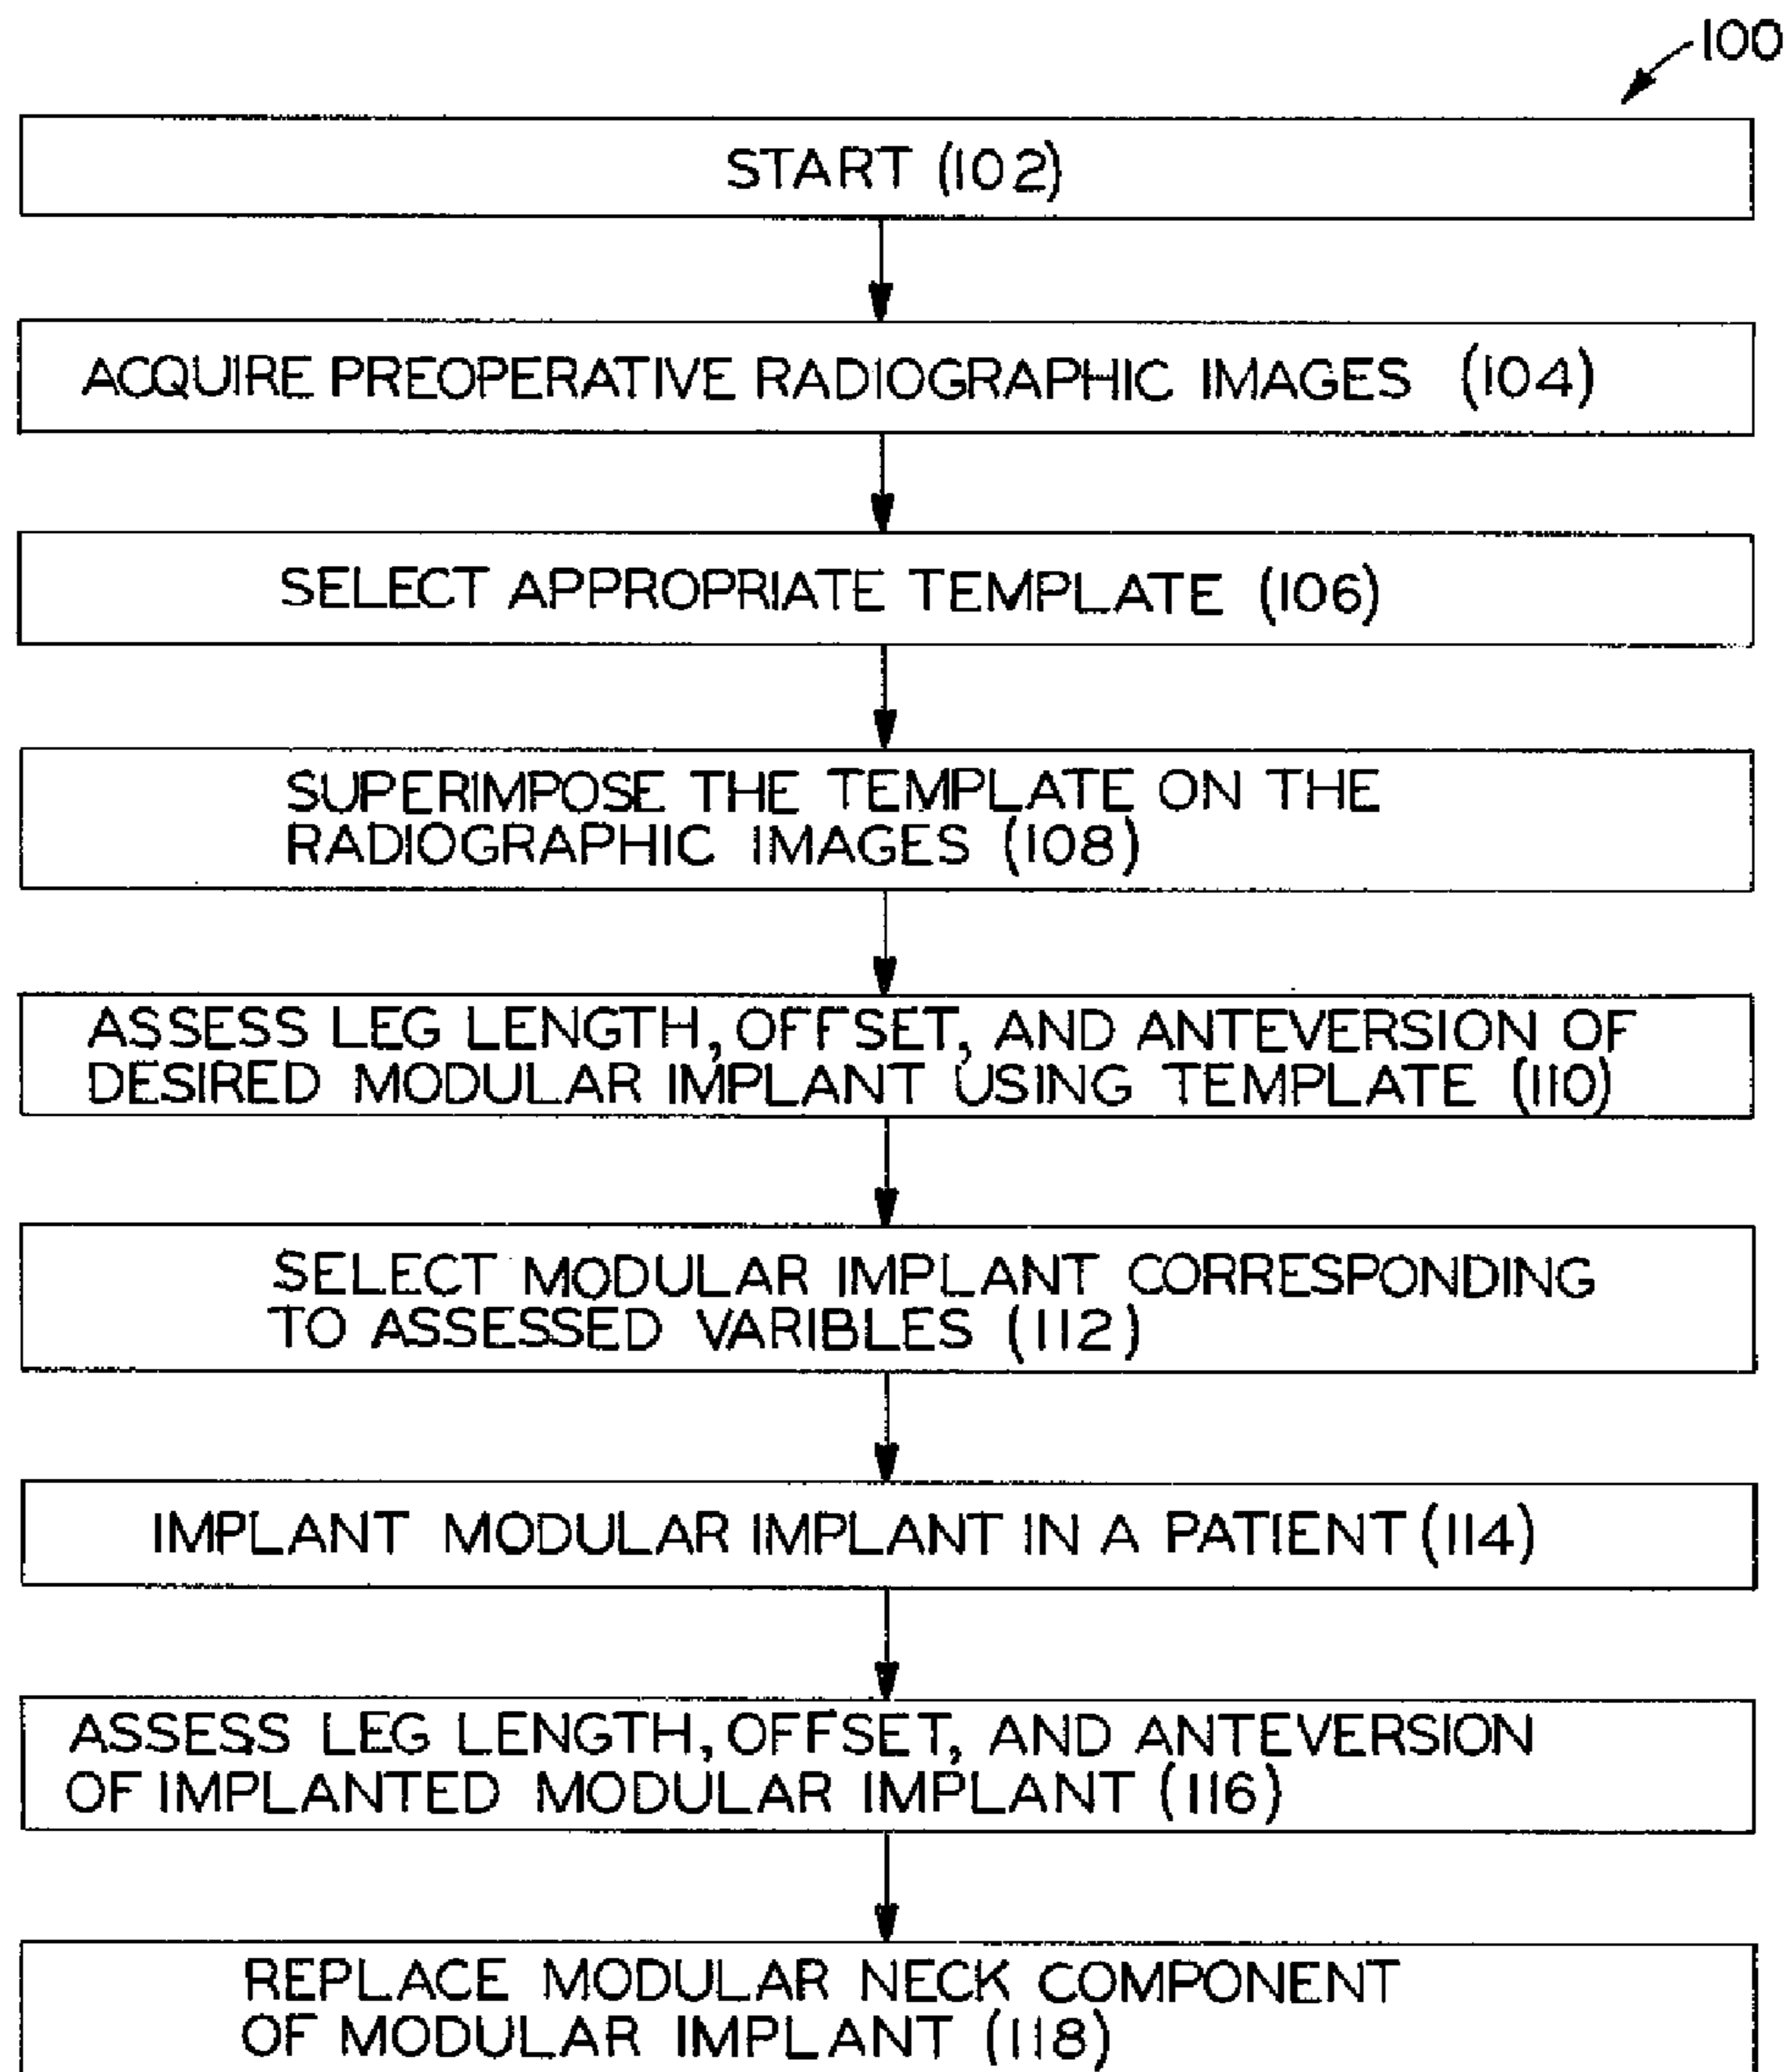 100
START (102)
ACQUIRE PREOPERATIVE RADIOGRAPHIC IMAGES (104)
SELECT APPROPRIATE TEMPLATE (106)
SUPERIMPOSE THE TEMPLATE ON THE
RADIOGRAPHIC IMAGES (108)
ASSESS LEG LENGTH, OFFSET, AND ANTEVERSION OF
DESIRED MODULAR IMPLANT USING TEMPLATE (110)
SELECT MODULAR IMPLANT CORRESPONDING
TO ASSESSED VARIBLES (112)
IMPLANT MODULAR IMPLANT IN A PATIENT (114)
ASSESS LEG LENGTH, OFFSET, AND ANTEVERSION
OF IMPLANTED MODULAR IMPLANT (116)
REPLACE MODULAR NECK COMPONENT
OF MODULAR IMPLANT (118)